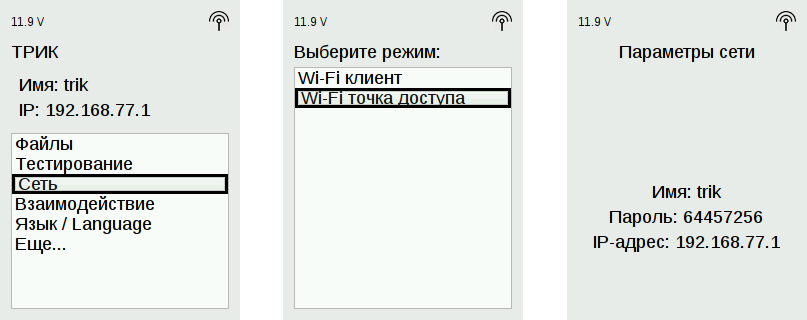 11.9 V
ТРИК
Имя: trik
IP: 192.168.77.1
Файлы
Тестирование
Сеть
Взаимодействие
Язык / Language
Еще...
11.9 V
Выберите режим:
Wi-Fi клиент
Wi-Fi точка доступа
11.9 V
Параметры сети
Имя: trik
Пароль: 64457256
IP-адрес: 192.168.77.1